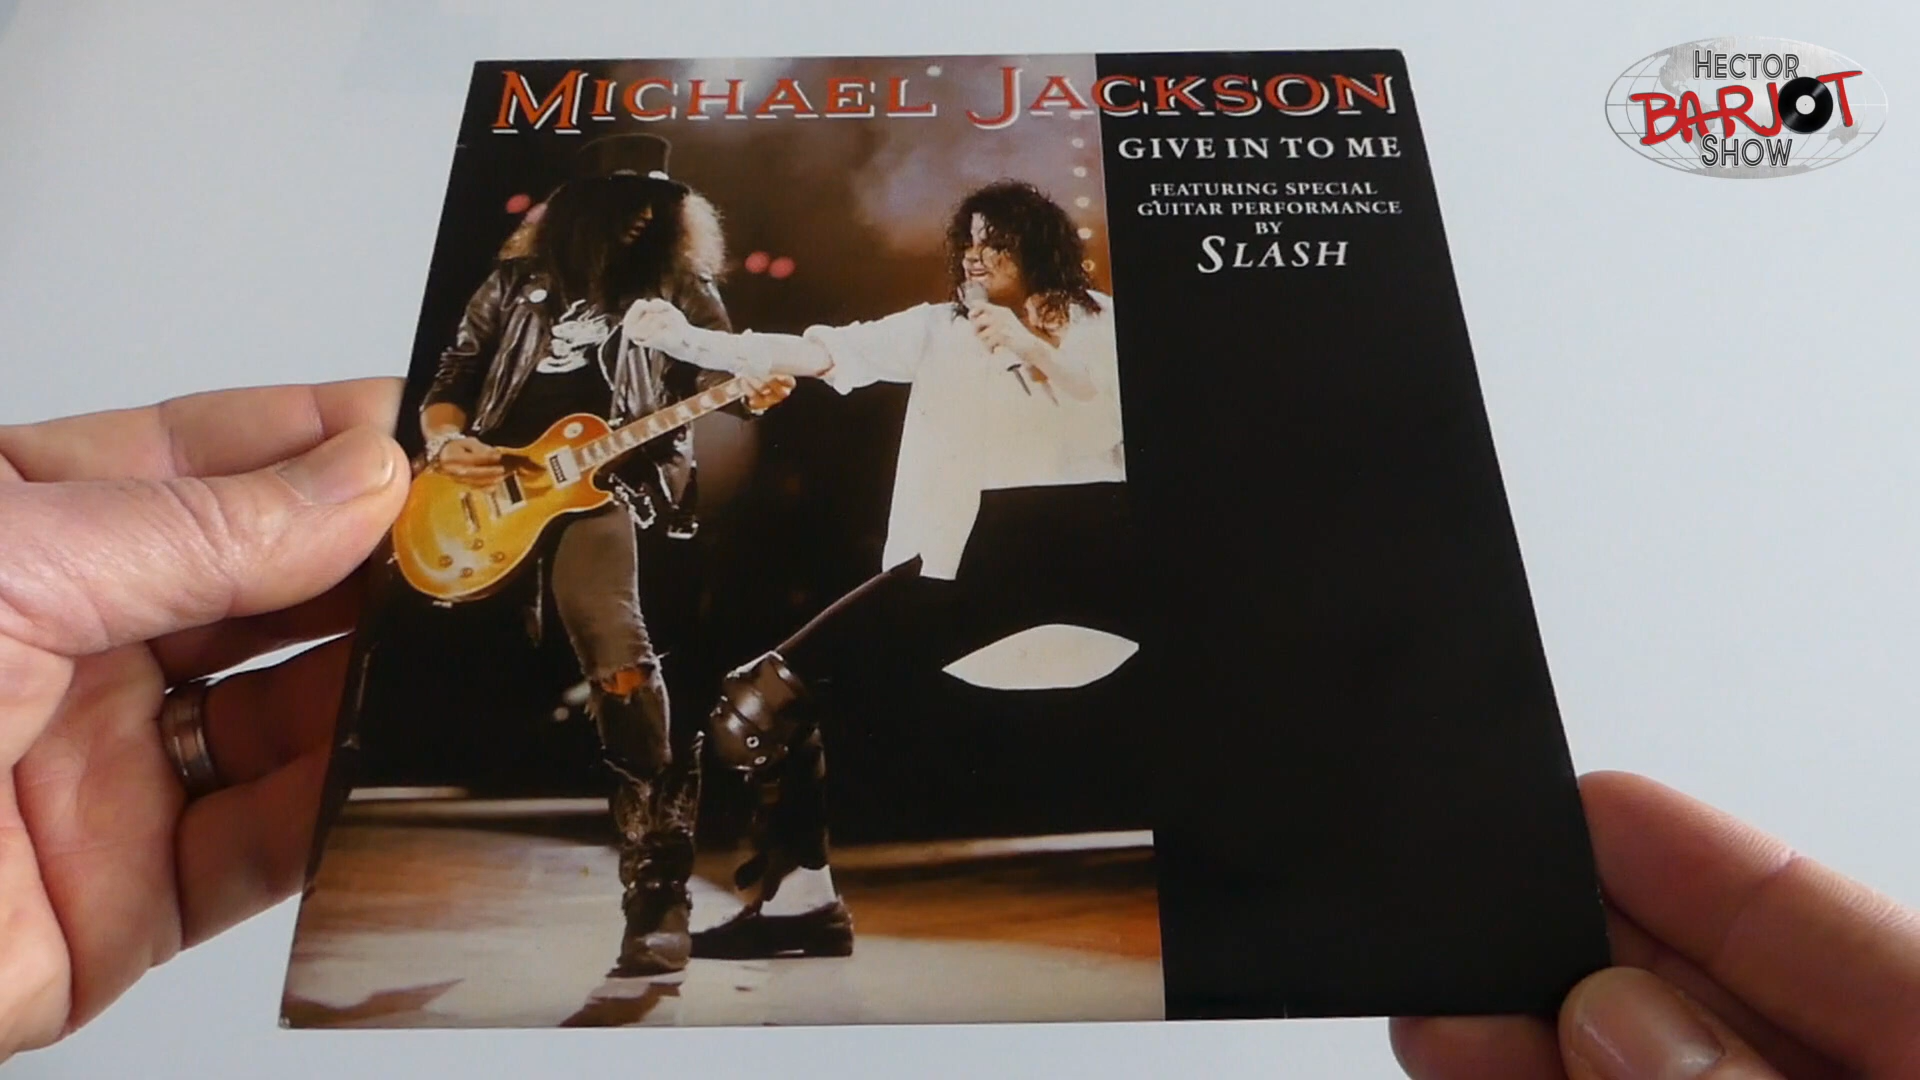 MICHAEL JACKSON
GIVE IN TO ME
FEATURING SPECIAL
GUITAR PERFORMANCE
BY
SLASH
HECTOR
BARJOT
SHOW